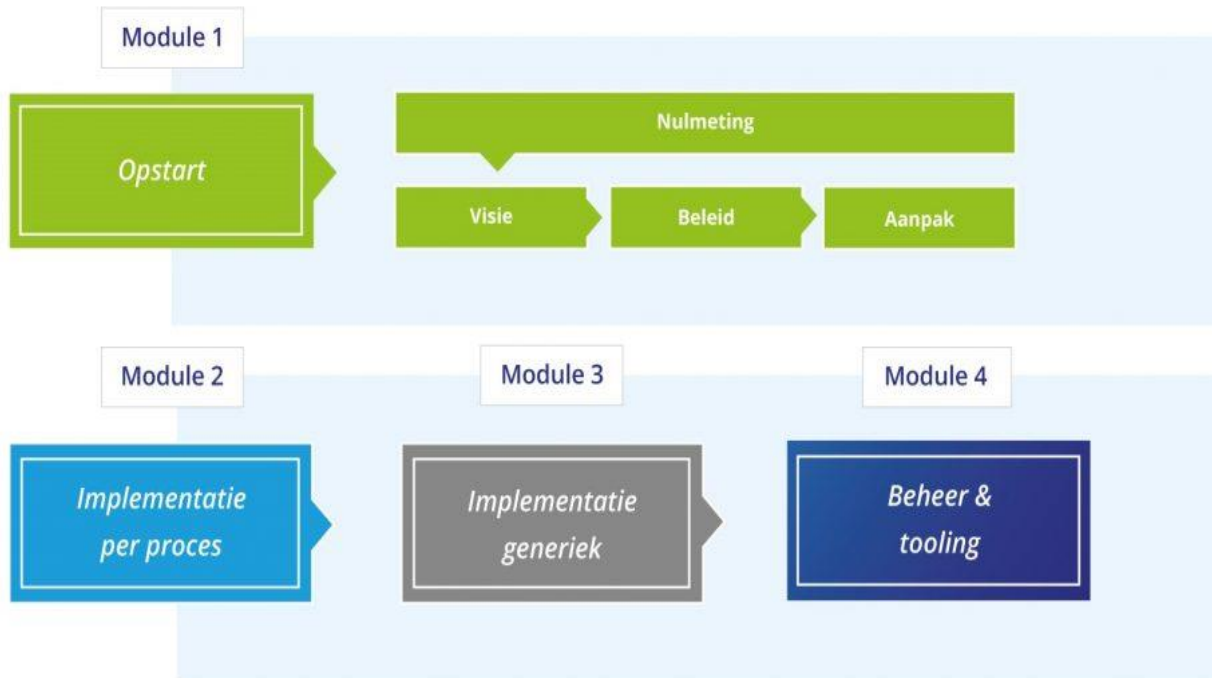 Module 1
Opstart
Nulmeting
Visie
Beleid
Aanpak
Module 2
Module 3
Module 4
Implementatie
per proces
Implementatie
generiek
Beheer &
tooling